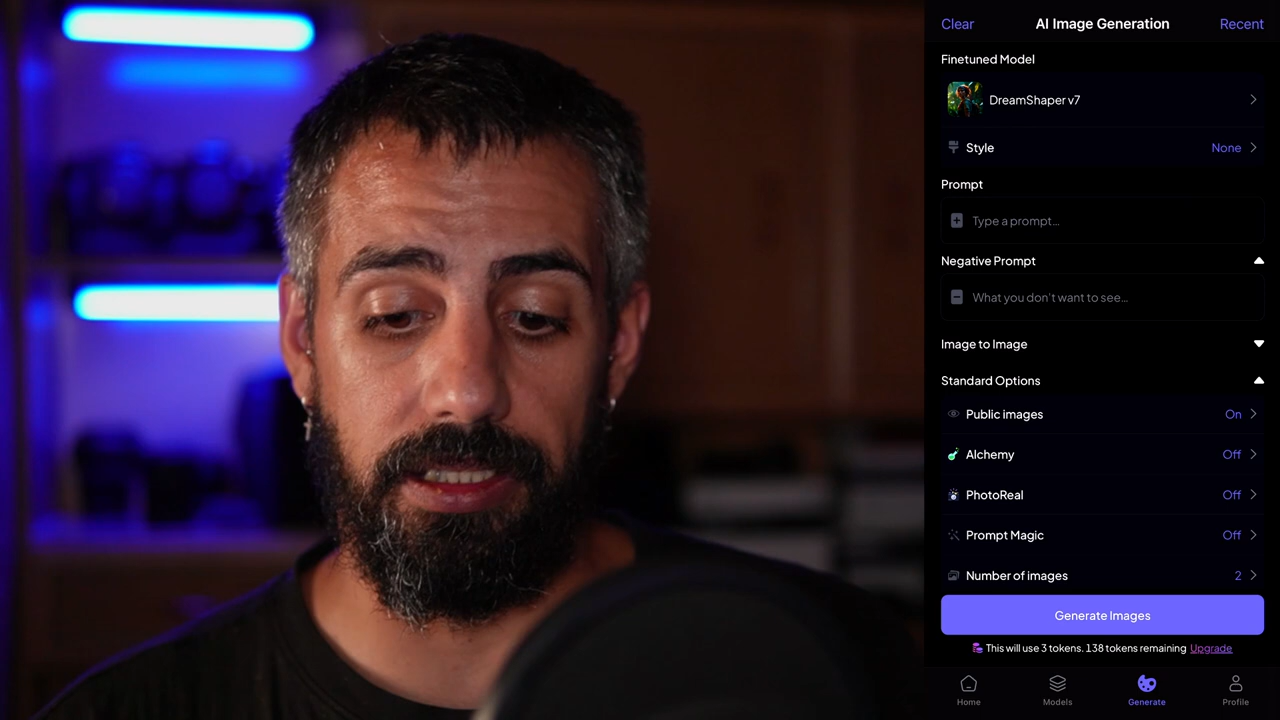 Clear AI Image Generation Recent
Finetuned Model
DreamShaper v7
Style None
Prompt
Type a prompt...
Negative Prompt
What you don't want to see...
Image to Image
Standard Options
Public images On
Alchemy Off
PhotoReal Off
Prompt Magic Off
Number of images 2
Generate Images
This will use 3 tokens. 138 tokens remaining Upgrade
Home Models Generate Profile